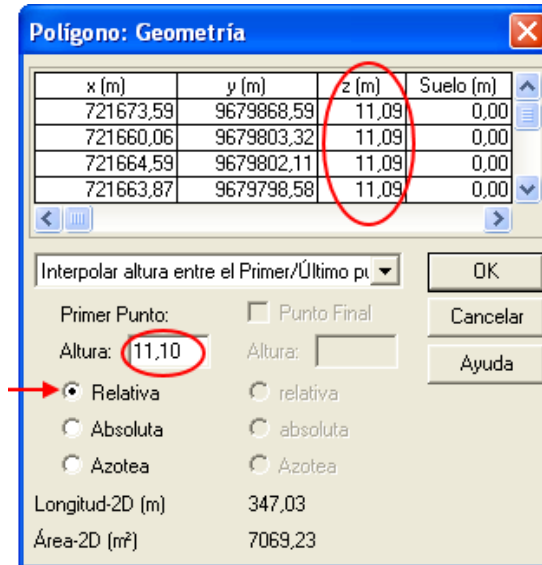 Polígono: Geometría
x (m) y (m) z (m) Suelo (m)
721673,59 9679868,59 11,09 0,00
721660,06 9679803,32 11,09 0,00
721664,59 9679802,11 11,09 0,00
721663,87 9679798,58 11,09 0,00
Interpolar altura entre el Primer/Último OK
Primer Punto: Punto Final Cancelar
Altura: 11,10 Altura: Ayuda
Relativa relativa
Absoluta absoluta
Azotea Azotea
Longitud-2D (m) 347,03
Área-2D (m²) 7069,23